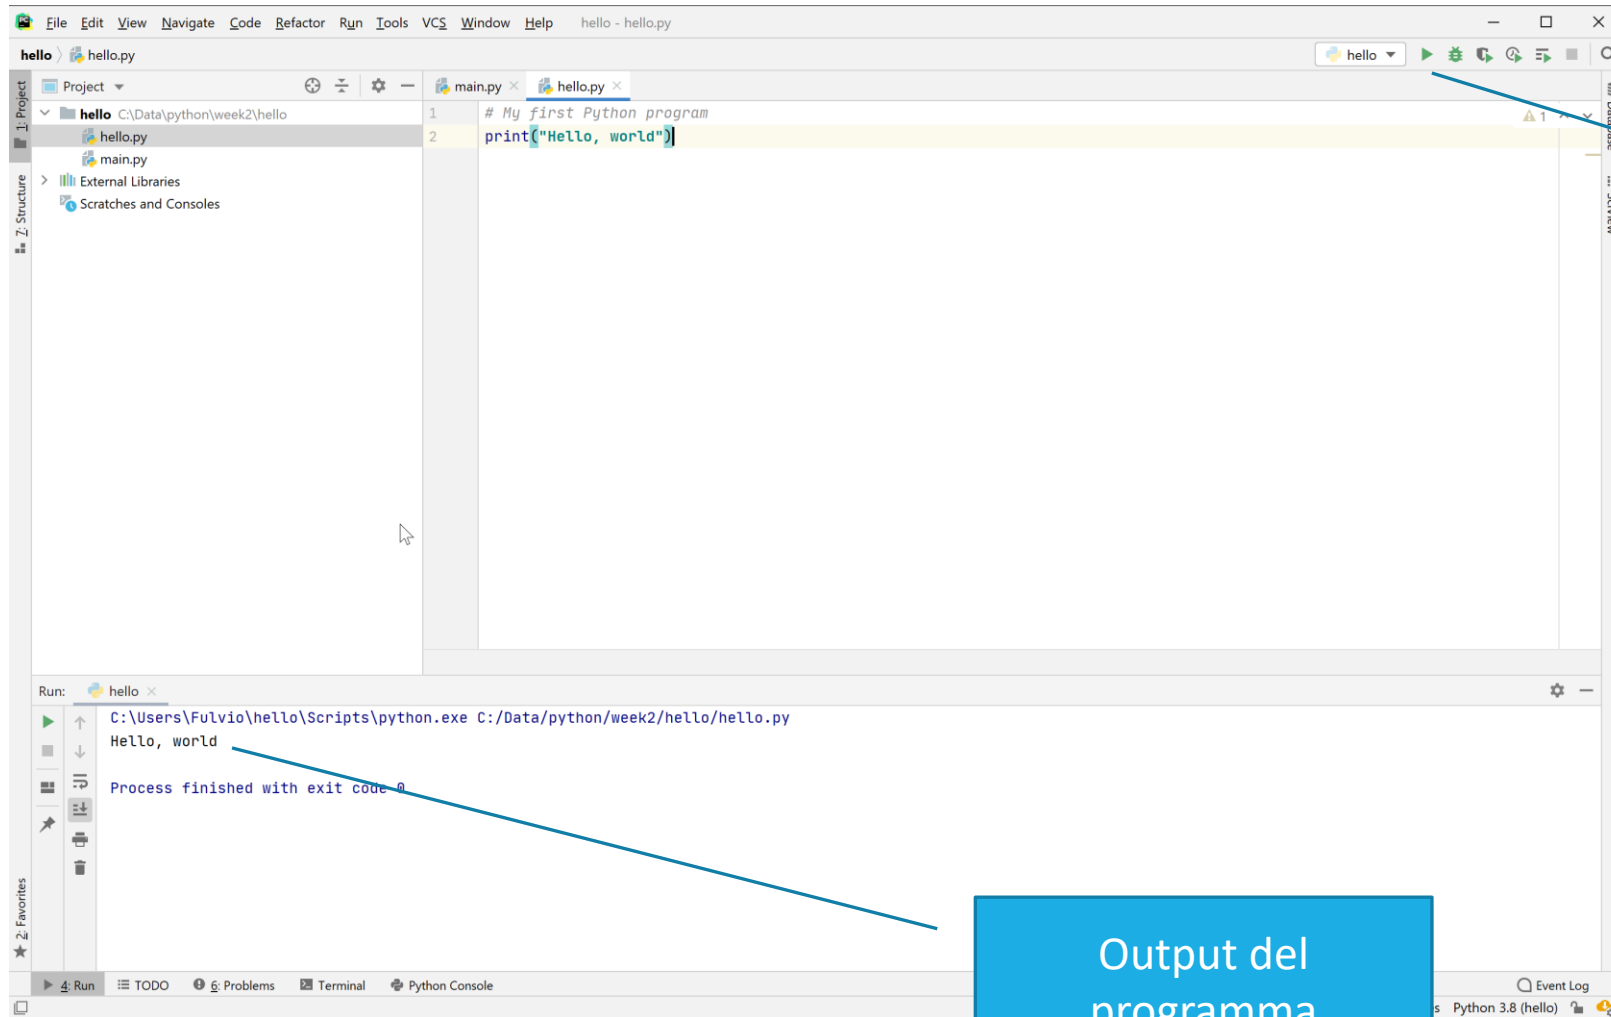 File Edit View Navigate Code Refactor Run Tools VCS Window Help hello - hello.py
hello hello.py
hello
1: Project
Project
main.py
hello.py
hello C:\Data\python\week2\hello
hello.py
main.py
External Libraries
Scratches and Consoles
1 # My first Python program
2 print("Hello, world")
1
Database
SciView
7: Structure
Run: hello
C:\Users\Fulvio\hello\Scripts\python.exe C:/Data/python/week2/hello/hello.py
Hello, world
Process finished with exit code 0
2: Favorites
Output del
programma
4: Run TODO 6: Problems Terminal Python Console
Event Log
Python 3.8 (hello)